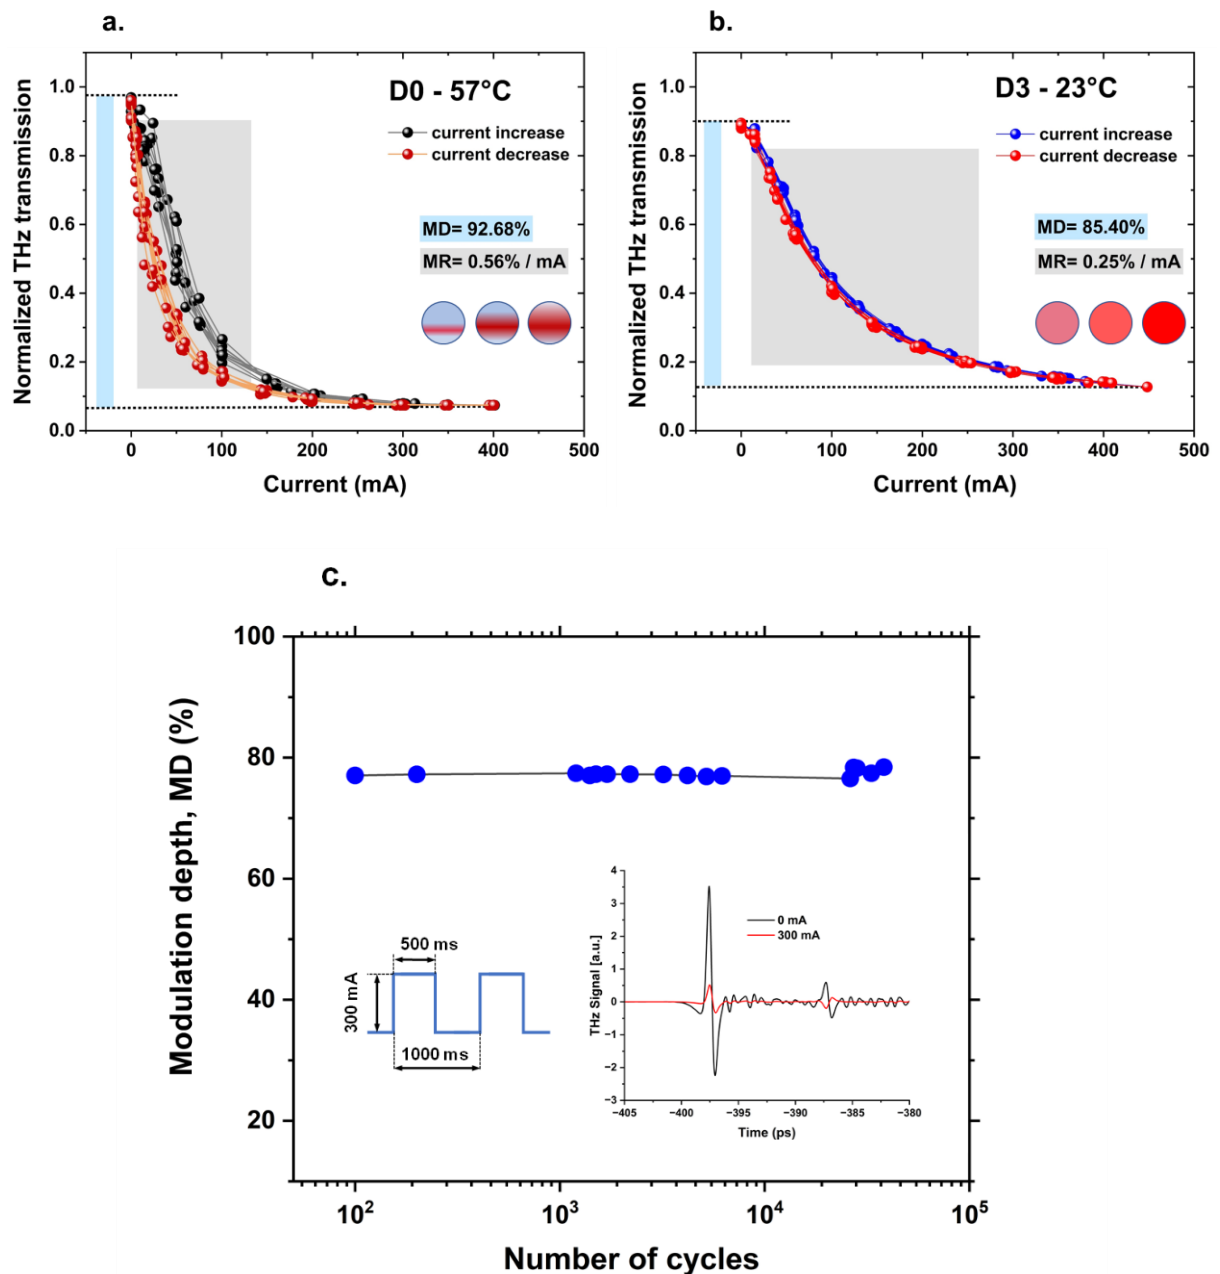 a.
D0 - 57°C
current increase
current decrease
MD= 92.68%
MR= 0.56% / mA
Normalized THz transmission
1.0
0.8
0.6
0.4
0.2
0.0
0 100 200 300 400 500
Current (mA)
b.
D3 - 23°C
current increase
current decrease
MD= 85.40%
MR= 0.25% / mA
Normalized THz transmission
1.0
0.8
0.6
0.4
0.2
0.0
0 100 200 300 400 500
Current (mA)
c.
Modulation depth, MD (%)
100
80
60
40
20
500 ms
300 mA
1000 ms
THz Signal [a.u.]
4
3
2
1
0
−1
−2
−3
0 mA
300 mA
−405 −400 −395 −390 −385 −380
Time (ps)
10² 10³ 10⁴ 10⁵
Number of cycles